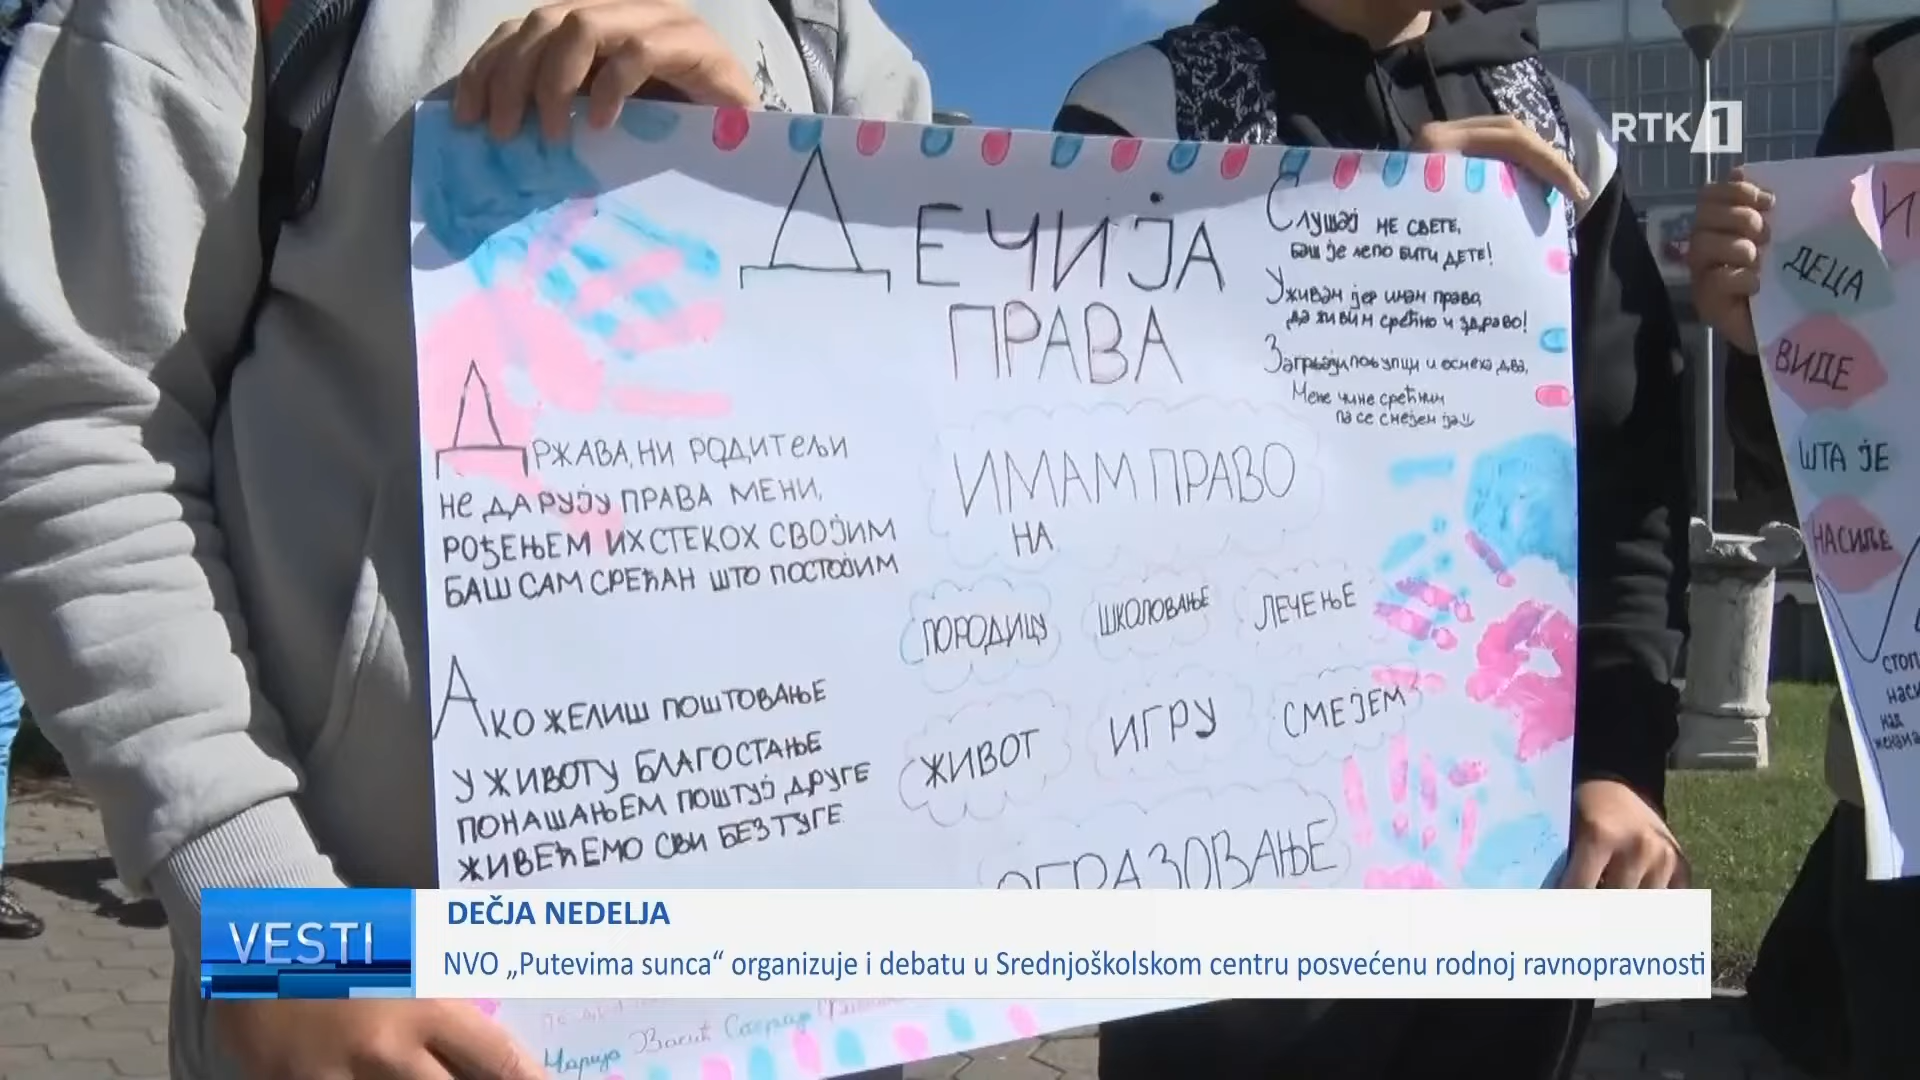 RTK 1
ДЕЧИЈА
ПРАВА
ДРЖАВА, НИ РОДИТЕЉИ
НЕ ДАРУЈУ ПРАВА МЕНИ,
РОЂЕЊЕМ ИХ СТЕКОХ СВОЈИМ
БАШ САМ СРЕЋАН ШТО ПОСТОЈИМ
АКО ЖЕЛИШ ПОШТОВАЊЕ
У ЖИВОТУ БЛАГОСТАЊЕ
ПОНАШАЊЕМ ПОШТУЈ ДРУГЕ
ЖИВЕЋЕМО СВИ БЕЗ ТУГЕ
Слушај НЕ СВЕТЕ,
БАШ ЈЕ ЛЕПО БИТИ ДЕТЕ!
Уживам јер имам права,
да живим срећно и здраво!
и осмеха два,
Мене чине срећним
па се смејем ја
ИМАМ ПРАВО
НА
ПОРОДИЦУ
ШКОЛОВАЊЕ
ЛЕЧЕЊЕ
ЖИВОТ
ИГРУ
СМЕЈЕМ
ОБРАЗОВАЊЕ
Марија Васић
И
ДЕЦА
ВИДЕ
ШТА ЈЕ
НАСИЉЕ
СТОП
над
VESTI
DEČJA NEDELJA
NVO „Putevima sunca“ organizuje i debatu u Srednjoškolskom centru posvećenu rodnoj ravnopravnosti